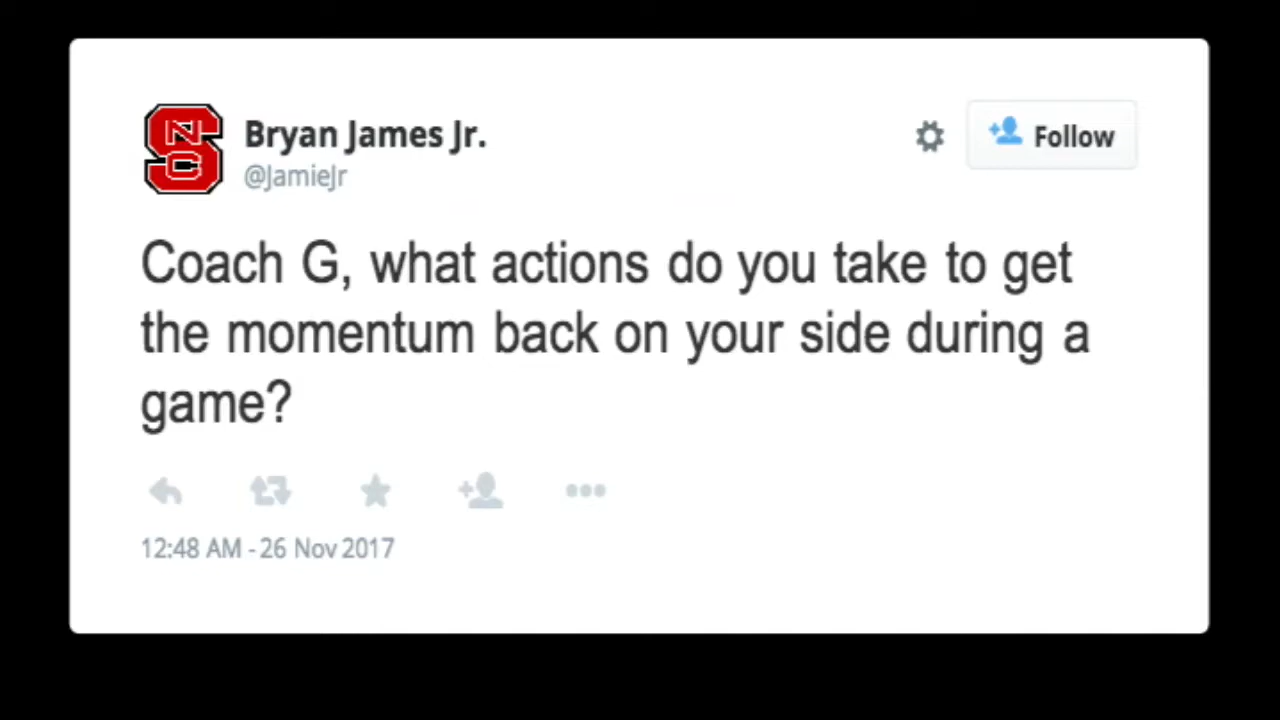 Bryan James Jr.
@JamieJr
Follow
Coach G, what actions do you take to get
the momentum back on your side during a
game?
12:48 AM - 26 Nov 2017
NC
S